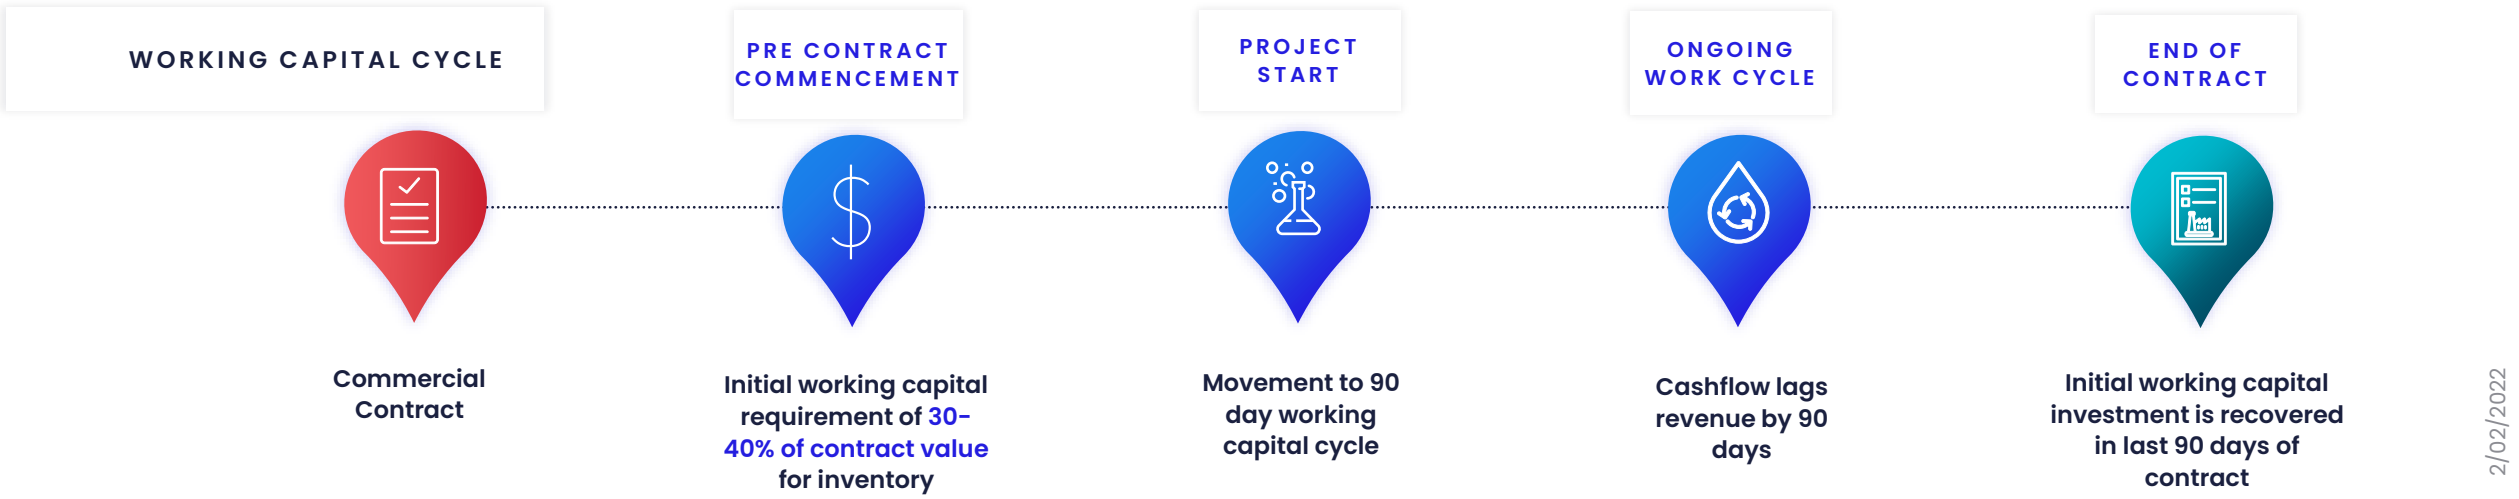 WORKING CAPITAL CYCLE
PRE CONTRACT
COMMENCEMENT
PROJECT
START
ONGOING
WORK CYCLE
END OF
CONTRACT
Commercial
Contract
Initial working capital
requirement of 30-
40% of contract value
for inventory
Movement to 90
day working
capital cycle
Cashflow lags
revenue by 90
days
Initial working capital
investment is recovered
in last 90 days of
contract
2/02/2022